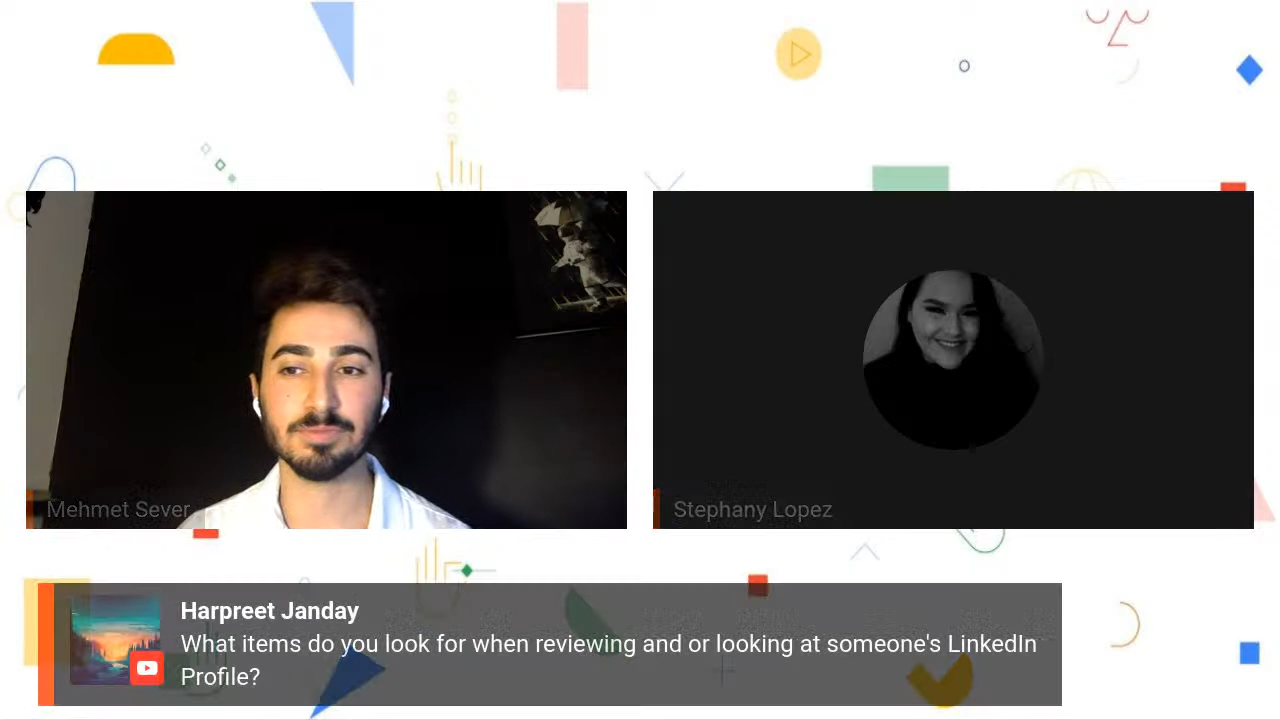 Mehmet Sever
Stephany Lopez
Harpreet Janday
What items do you look for when reviewing and or looking at someone's LinkedIn
Profile?